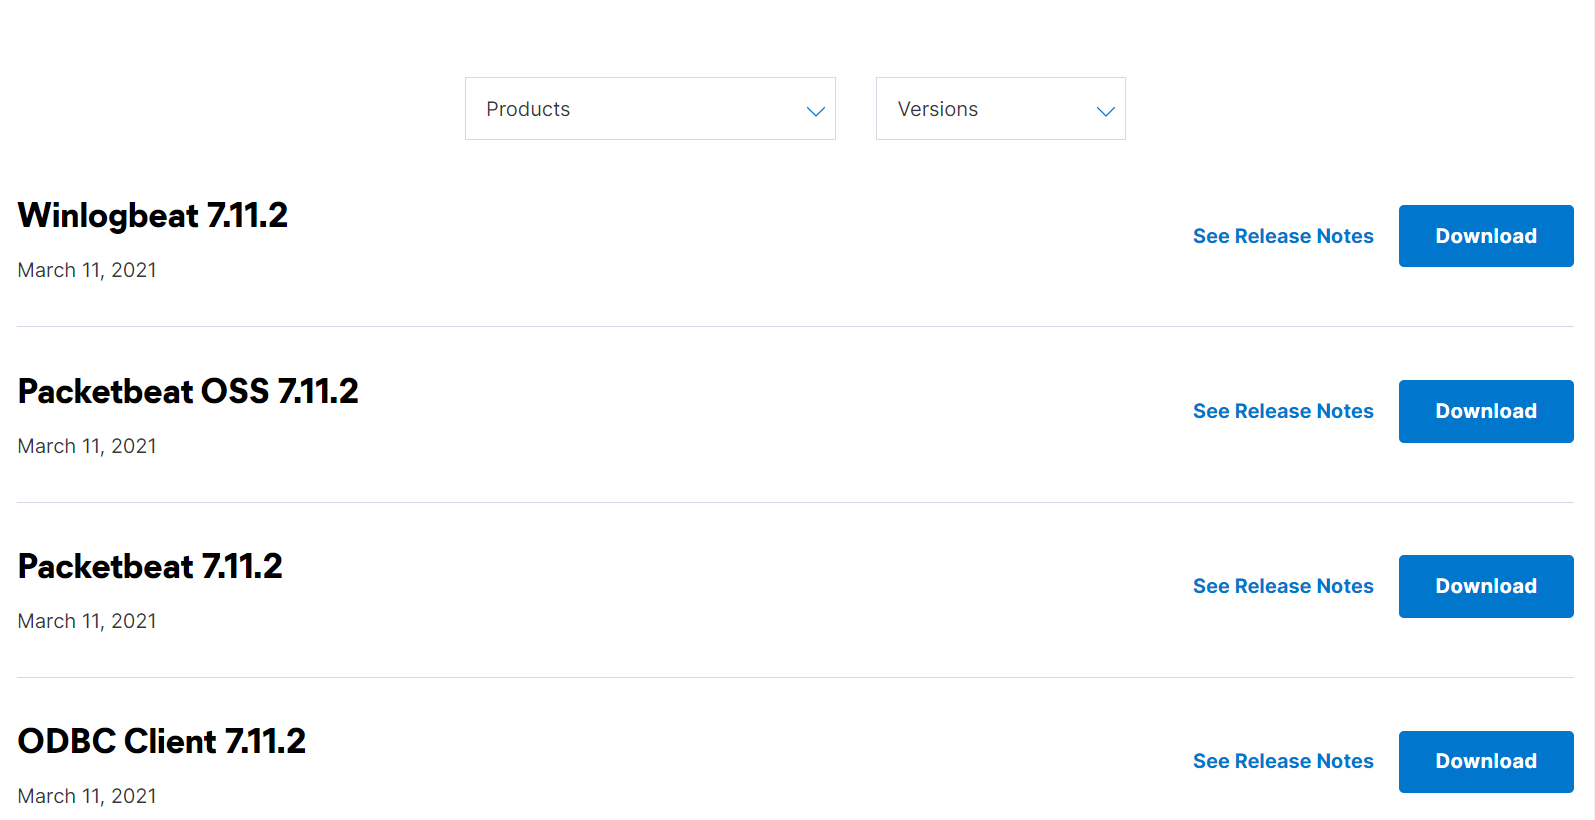 Products
Versions
Winlogbeat 7.11.2
March 11, 2021
See Release Notes
Download
Packetbeat OSS 7.11.2
March 11, 2021
See Release Notes
Download
Packetbeat 7.11.2
March 11, 2021
See Release Notes
Download
ODBC Client 7.11.2
March 11, 2021
See Release Notes
Download